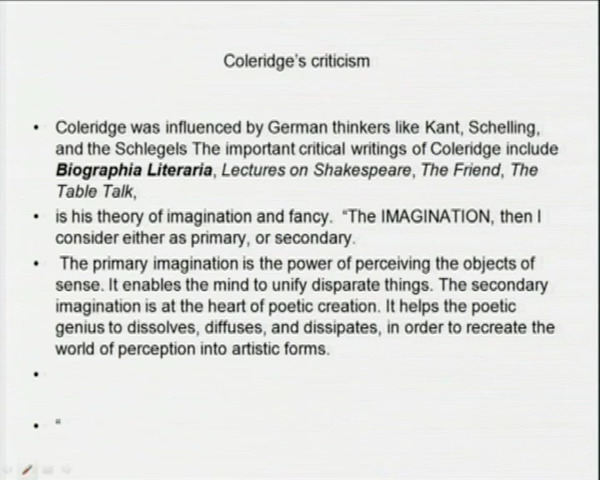 Coleridge's criticism
• Coleridge was influenced by German thinkers like Kant, Schelling,
and the Schlegels The important critical writings of Coleridge include
Biographia Literaria, Lectures on Shakespeare, The Friend, The
Table Talk,
• is his theory of imagination and fancy. "The IMAGINATION, then I
consider either as primary, or secondary.
• The primary imagination is the power of perceiving the objects of
sense. It enables the mind to unify disparate things. The secondary
imagination is at the heart of poetic creation. It helps the poetic
genius to dissolves, diffuses, and dissipates, in order to recreate the
world of perception into artistic forms.
•
• "